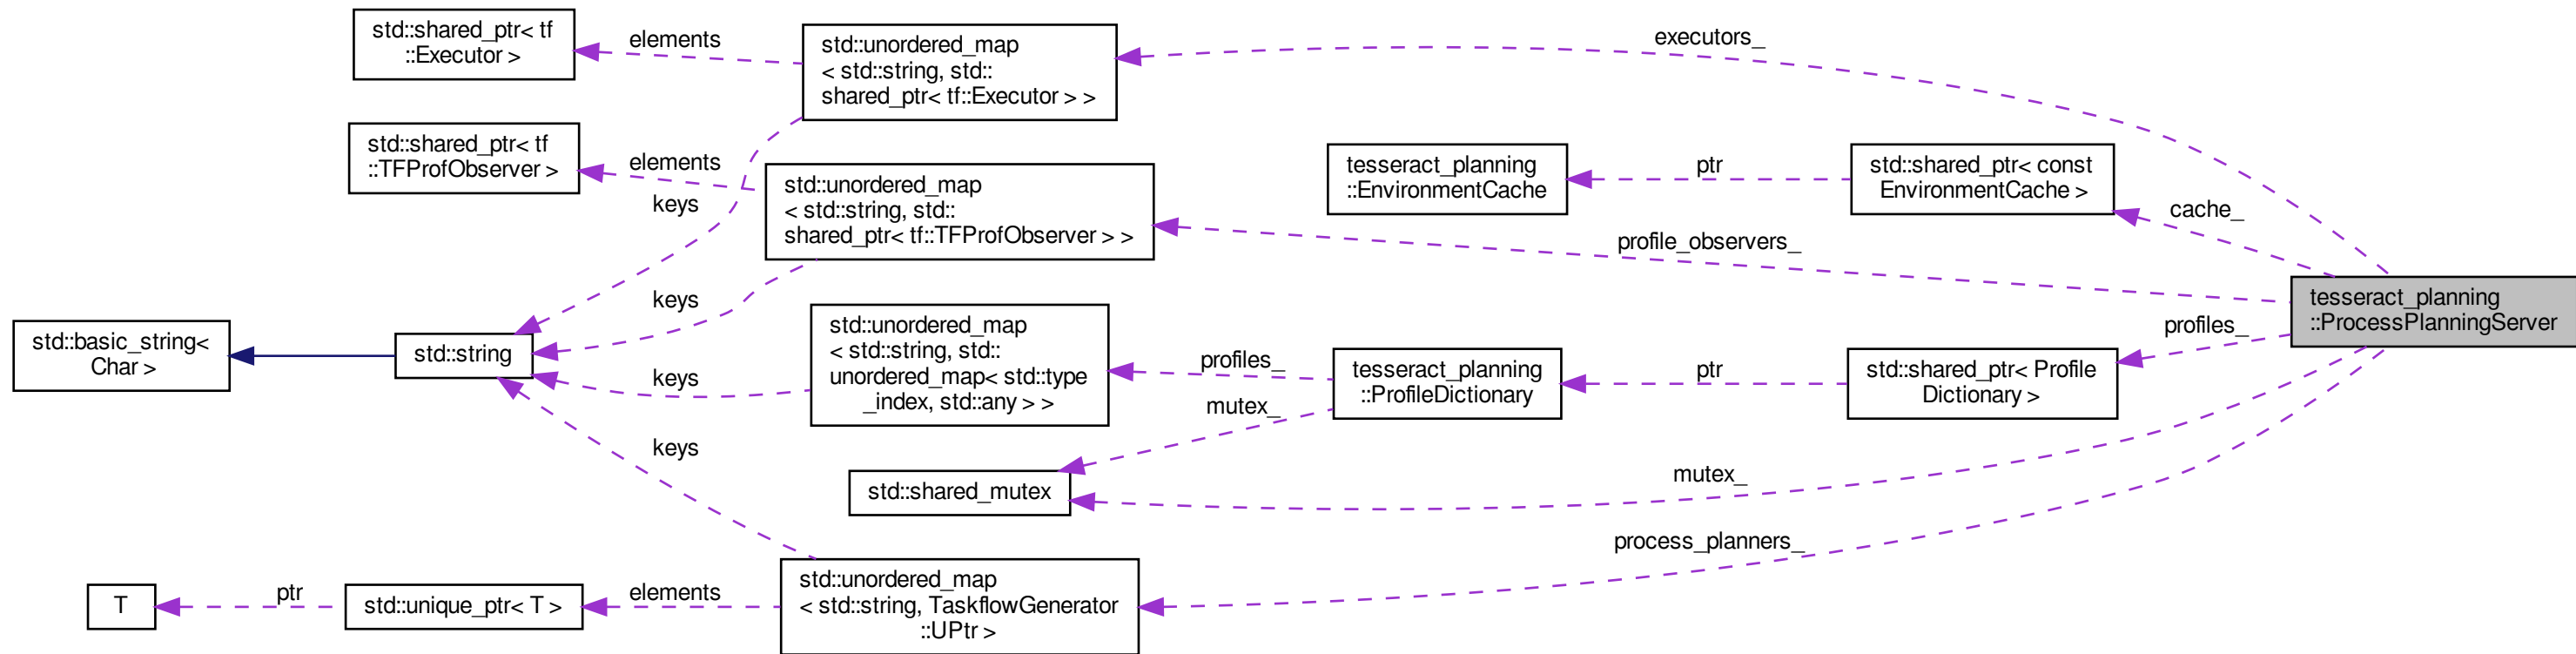 std::shared_ptr< tf
::Executor >
elements
std::unordered_map
< std::string, std::
shared_ptr< tf::Executor > >
executors_
std::shared_ptr< tf
::TFProfObserver >
elements
keys
std::unordered_map
< std::string, std::
shared_ptr< tf::TFProfObserver > >
tesseract_planning
::EnvironmentCache
ptr
std::shared_ptr< const
EnvironmentCache >
cache_
profile_observers_
keys
tesseract_planning
::ProcessPlanningServer
std::basic_string<
Char >
std::string
keys
std::unordered_map
< std::string, std::
unordered_map< std::type
_index, std::any > >
profiles_
mutex_
tesseract_planning
::ProfileDictionary
ptr
std::shared_ptr< Profile
Dictionary >
profiles_
keys
std::shared_mutex
mutex_
process_planners_
T
ptr
std::unique_ptr< T >
elements
std::unordered_map
< std::string, TaskflowGenerator
::UPtr >